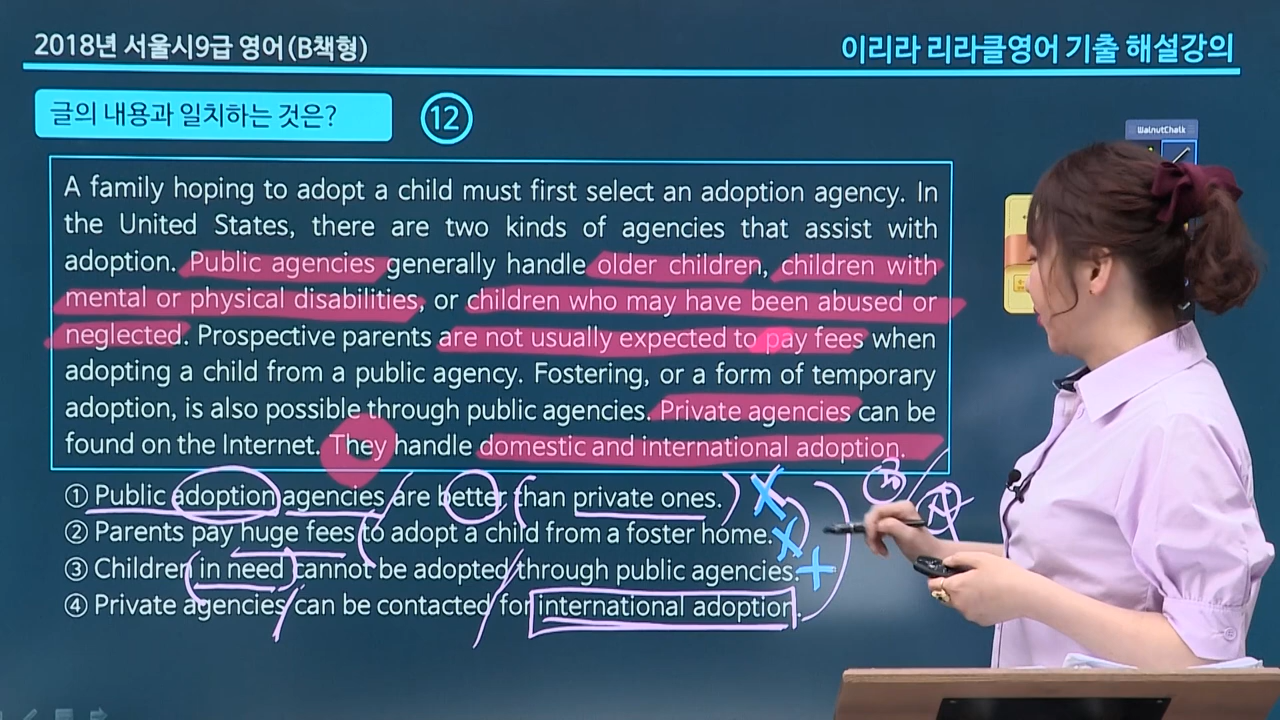 2018년 서울시9급 영어(B책형)
이리라 리라클영어 기출 해설강의
글의 내용과 일치하는 것은?
12
WalnutChalk
A family hoping to adopt a child must first select an adoption agency. In
the United States, there are two kinds of agencies that assist with
adoption. Public agencies generally handle older children, children with
mental or physical disabilities, or children who may have been abused or
neglected. Prospective parents are not usually expected to pay fees when
adopting a child from a public agency. Fostering, or a form of temporary
adoption, is also possible through public agencies. Private agencies can be
found on the Internet. They handle domestic and international adoption.
① Public adoption agencies are better than private ones.
② Parents pay huge fees to adopt a child from a foster home.
③ Children in need cannot be adopted through public agencies.
④ Private agencies can be contacted for international adoption.